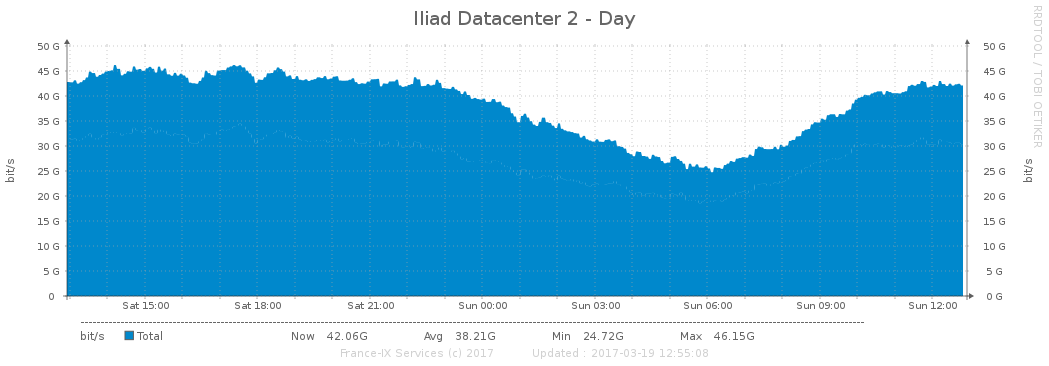 Iliad Datacenter 2 - Day
RRDTOOL / TOBI OETIKER
bit/s
50 G 50 G
45 G 45 G
40 G 40 G
35 G 35 G
30 G 30 G
25 G 25 G
20 G 20 G
15 G 15 G
10 G 10 G
5 G 5 G
0 0 G
bit/s
Sat 15:00 Sat 18:00 Sat 21:00 Sun 00:00 Sun 03:00 Sun 06:00 Sun 09:00 Sun 12:00
bit/s Total Now 42.06G Avg 38.21G Min 24.72G Max 46.15G
France-IX Services (c) 2017 Updated : 2017-03-19 12:55:08